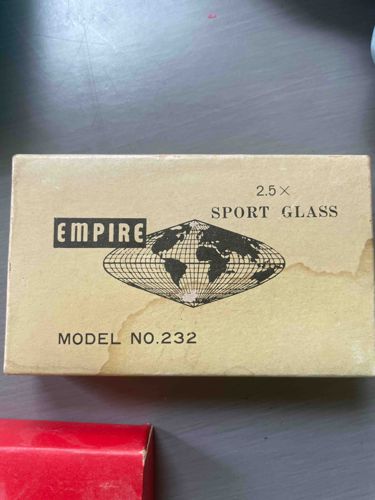 2.5×
SPORT GLASS
EMPIRE
MODEL NO.232